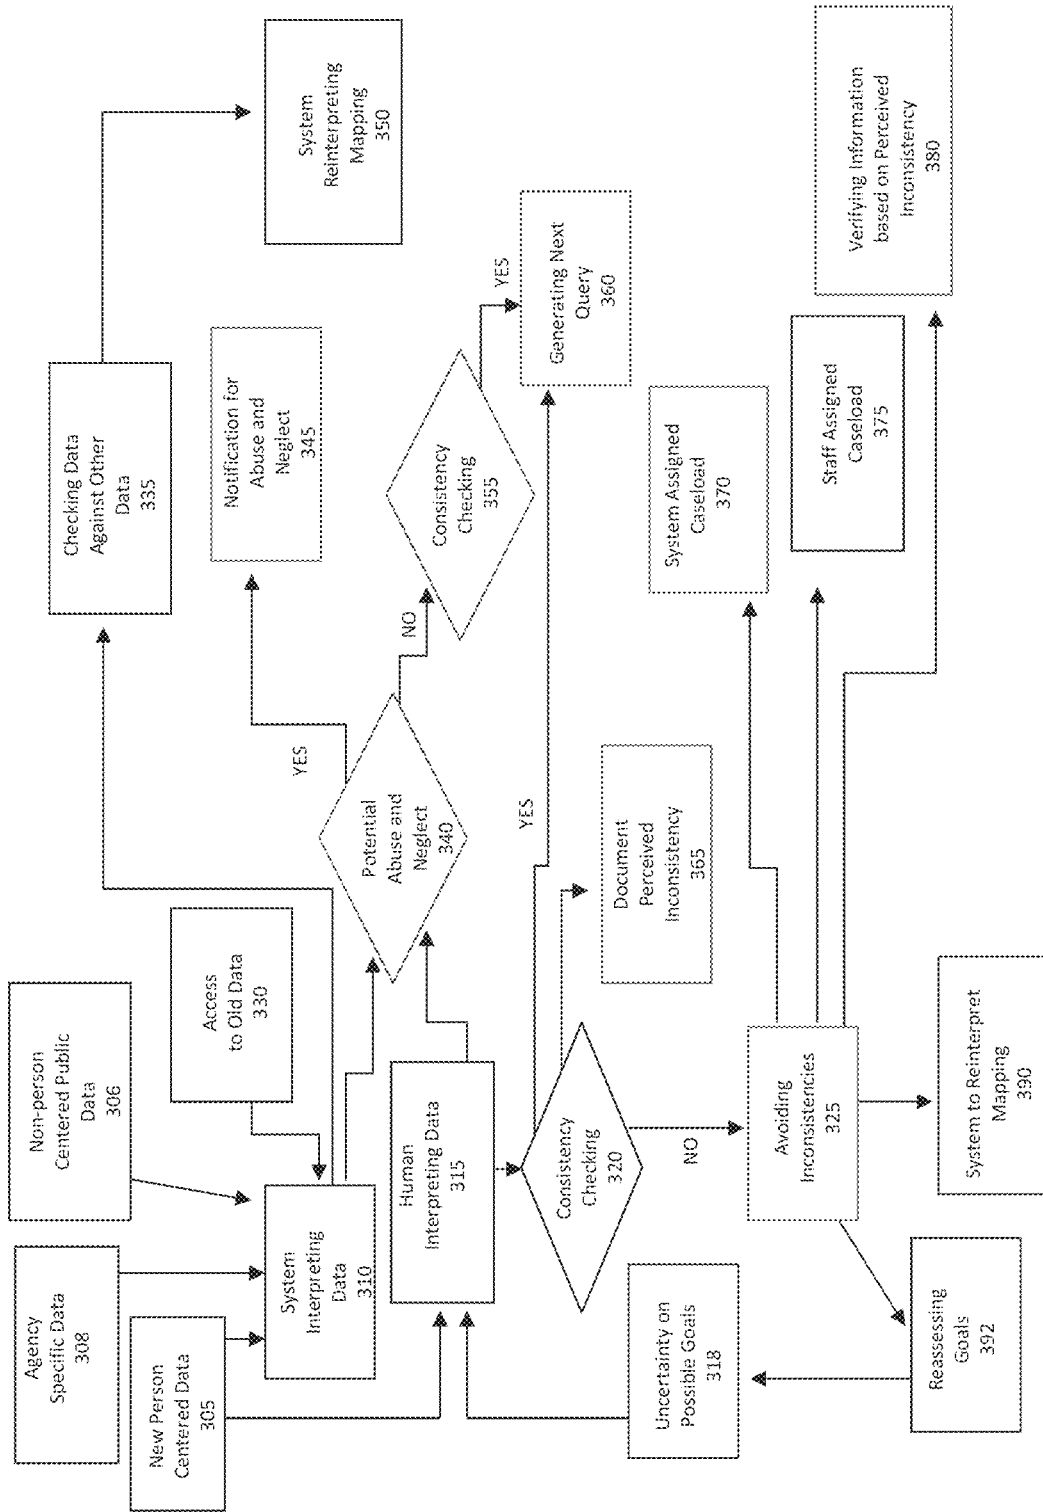 New Person
Centered Data
305
Agency
Specific Data
308
Non-person
Centered Public
Data
306
Access
to Old Data
330
System
Interpreting
Data
310
Human
Interpreting Data
315
Uncertainty on
Possible Goals
318
Consistency
Checking
320
NO
YES
Avoiding
Inconsistencies
325
Reassessing
Goals
392
System to Reinterpret
Mapping
390
Document
Perceived
Inconsistency
365
Potential
Abuse and
Neglect
340
YES
NO
Checking Data
Against Other
Data
335
Notification for
Abuse and
Neglect
345
Consistency
Checking
355
YES
System
Reinterpreting
Mapping
350
Generating Next
Query
360
System Assigned
Caseload
370
Staff Assigned
Caseload
375
Verifying Information
based on Perceived
Inconsistency
380